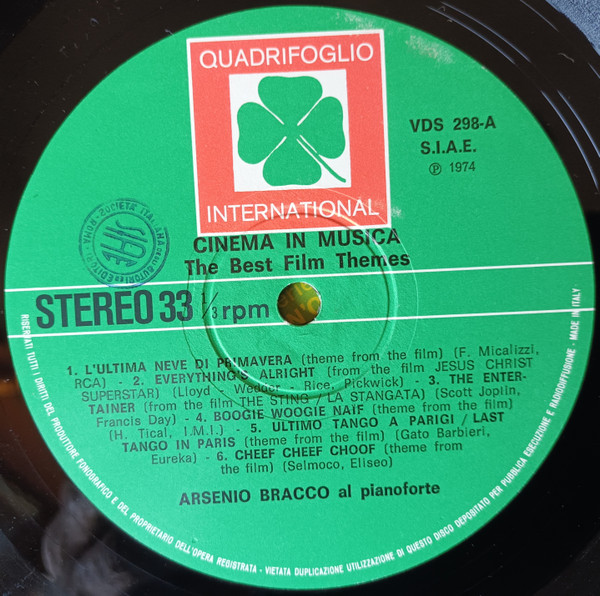 QUADRIFOGLIO
INTERNATIONAL
VDS 298-A
S.I.A.E.
Ⓟ 1974
CINEMA IN MUSICA
The Best Film Themes
STEREO 33 1/3 rpm
1. L'ULTIMA NEVE DI PRIMAVERA (theme from the film) (F. Micalizzi,
RCA) - 2. EVERYTHING'S ALRIGHT (from the film JESUS CHRIST
SUPERSTAR) (Lloyd - Wedder - Rice, Pickwick) - 3. THE ENTER-
TAINER (from the film THE STING / LA STANGATA) (Scott Joplin,
Francis Day) - 4. BOOGIE WOOGIE NAÏF (theme from the film)
(H. Tical, I.M.I.) - 5. ULTIMO TANGO A PARIGI / LAST
TANGO IN PARIS (theme from the film) (Gato Barbieri,
Eureka) - 6. CHEEF CHEEF CHOOF (theme from
the film) (Selmoco, Eliseo)
ARSENIO BRACCO al pianoforte
RISERVATI TUTTI I DIRITTI DEL PRODUTTORE FONOGRAFICO E DEL PROPRIETARIO DELL'OPERA REGISTRATA - VIETATA DUPLICAZIONE UTILIZZAZIONE DI QUESTO DISCO DEPOSITATO PER PUBBLICA ESECUZIONE E RADIODIFFUSIONE - MADE IN ITALY